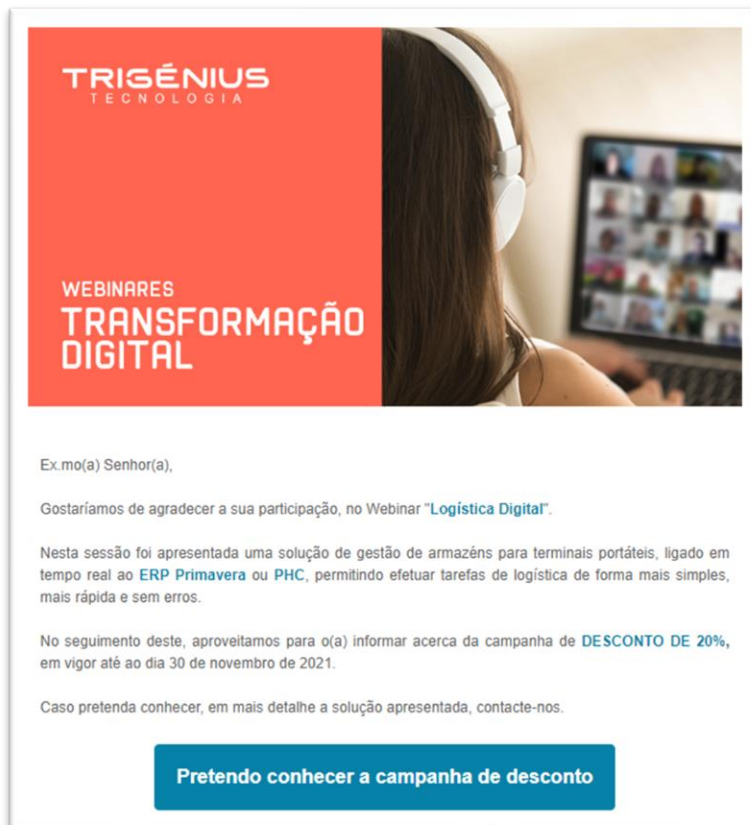 TRIGÉNIUS
TECNOLOGIA
WEBINARES
TRANSFORMAÇÃO
DIGITAL
Ex.mo(a) Senhor(a),
Gostaríamos de agradecer a sua participação, no Webinar "Logística Digital".
Nesta sessão foi apresentada uma solução de gestão de armazéns para terminais portáteis, ligado em
tempo real ao ERP Primavera ou PHC, permitindo efetuar tarefas de logística de forma mais simples,
mais rápida e sem erros.
No seguimento deste, aproveitamos para o(a) informar acerca da campanha de DESCONTO DE 20%,
em vigor até ao dia 30 de novembro de 2021.
Caso pretenda conhecer, em mais detalhe a solução apresentada, contacte-nos.
Pretendo conhecer a campanha de desconto